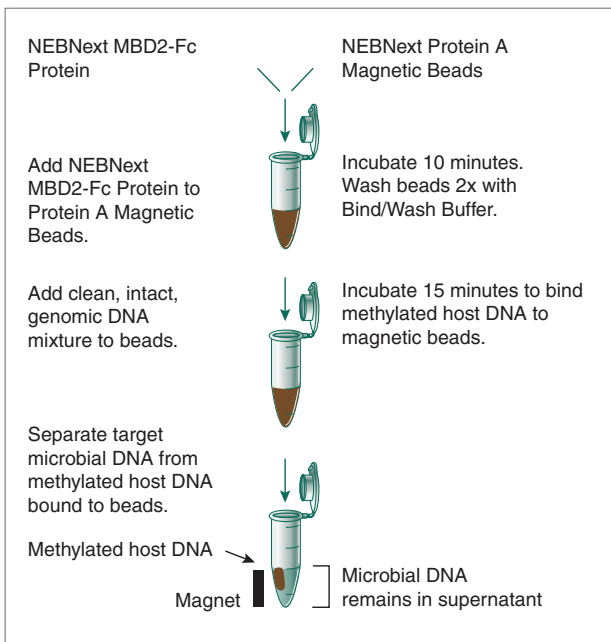 NEBNext MBD2-Fc
Protein
NEBNext Protein A
Magnetic Beads
Add NEBNext
MBD2-Fc Protein to
Protein A Magnetic
Beads.
Incubate 10 minutes.
Wash beads 2x with
Bind/Wash Buffer.
Add clean, intact,
genomic DNA
mixture to beads.
Incubate 15 minutes to bind
methylated host DNA to
magnetic beads.
Separate target
microbial DNA from
methylated host DNA
bound to beads.
Methylated host DNA
Magnet
Microbial DNA
remains in supernatant